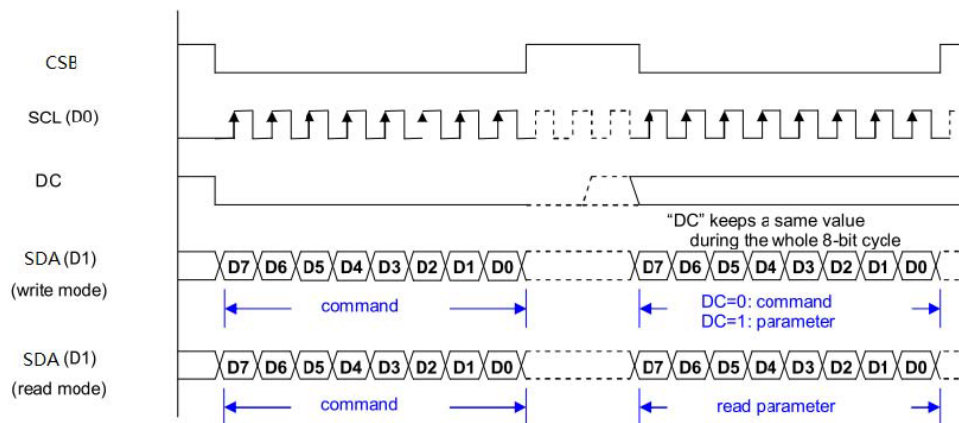 CSB
SCL (D0)
DC
"DC" keeps a same value
during the whole 8-bit cycle
SDA (D1)
(write mode)
D7 D6 D5 D4 D3 D2 D1 D0
D7 D6 D5 D4 D3 D2 D1 D0
command
DC=0: command
DC=1: parameter
SDA (D1)
(read mode)
D7 D6 D5 D4 D3 D2 D1 D0
D7 D6 D5 D4 D3 D2 D1 D0
command
read parameter